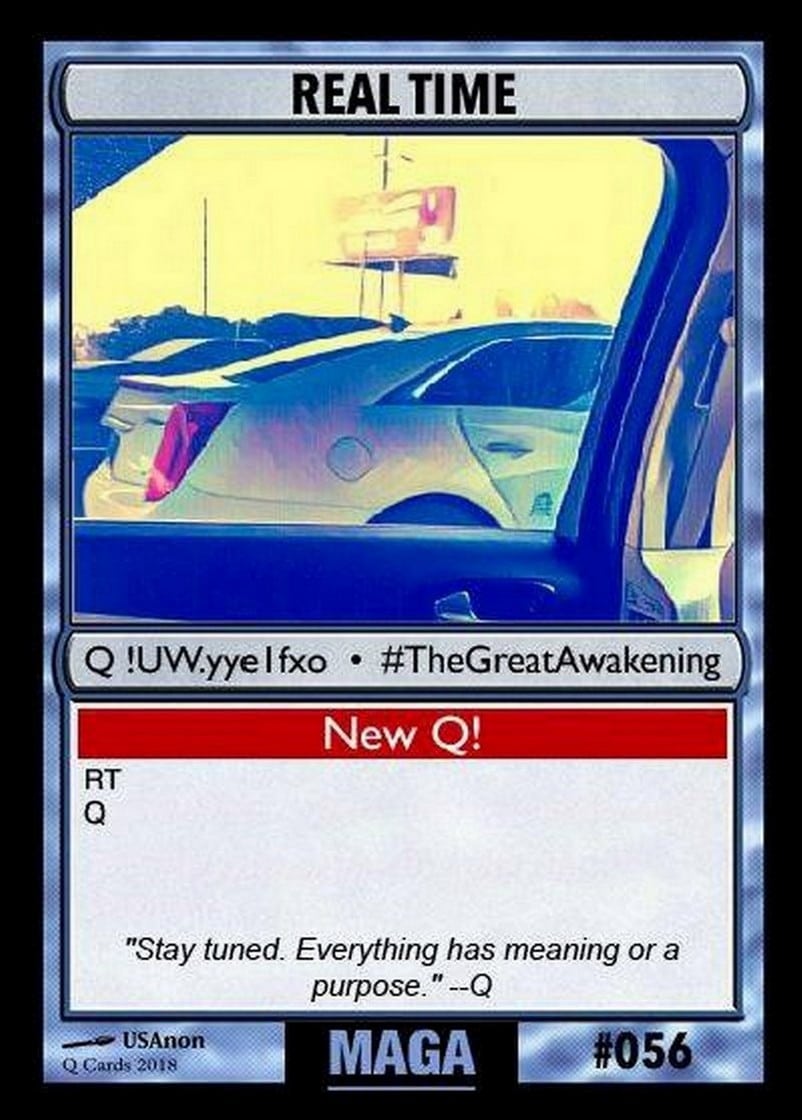 REAL TIME
Q !UW.yye1fxo • #TheGreatAwakening
New Q!
RT
Q
"Stay tuned. Everything has meaning or a
purpose." --Q
USAnon
Q Cards 2018
MAGA
#056